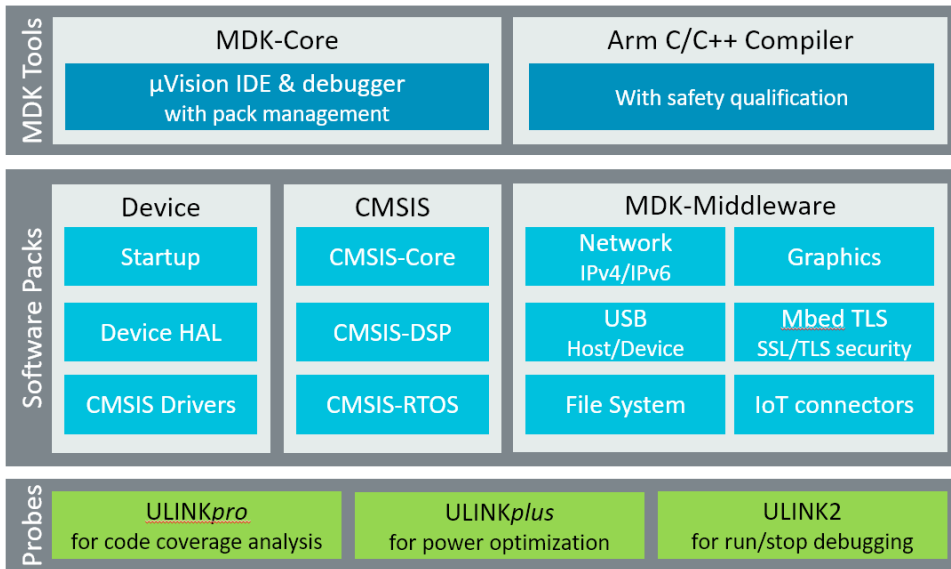 MDK Tools
MDK-Core
µVision IDE & debugger
with pack management
Arm C/C++ Compiler
With safety qualification
Software Packs
Device
Startup
Device HAL
CMSIS Drivers
CMSIS
CMSIS-Core
CMSIS-DSP
CMSIS-RTOS
MDK-Middleware
Network
IPv4/IPv6
Graphics
USB
Host/Device
Mbed TLS
SSL/TLS security
File System
IoT connectors
Probes
ULINKpro
for code coverage analysis
ULINKplus
for power optimization
ULINK2
for run/stop debugging